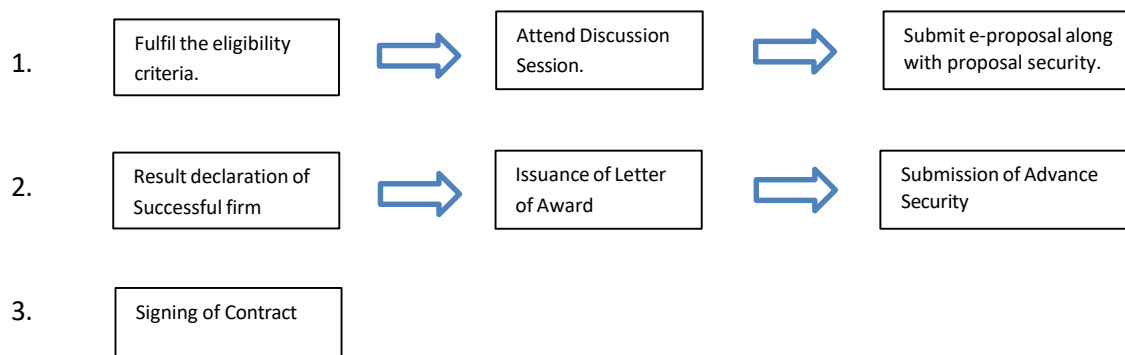 1.
Fulfil the eligibility
criteria.
Attend Discussion
Session.
Submit e-proposal along
with proposal security.
2.
Result declaration of
Successful firm
Issuance of Letter
of Award
Submission of Advance
Security
3.
Signing of Contract